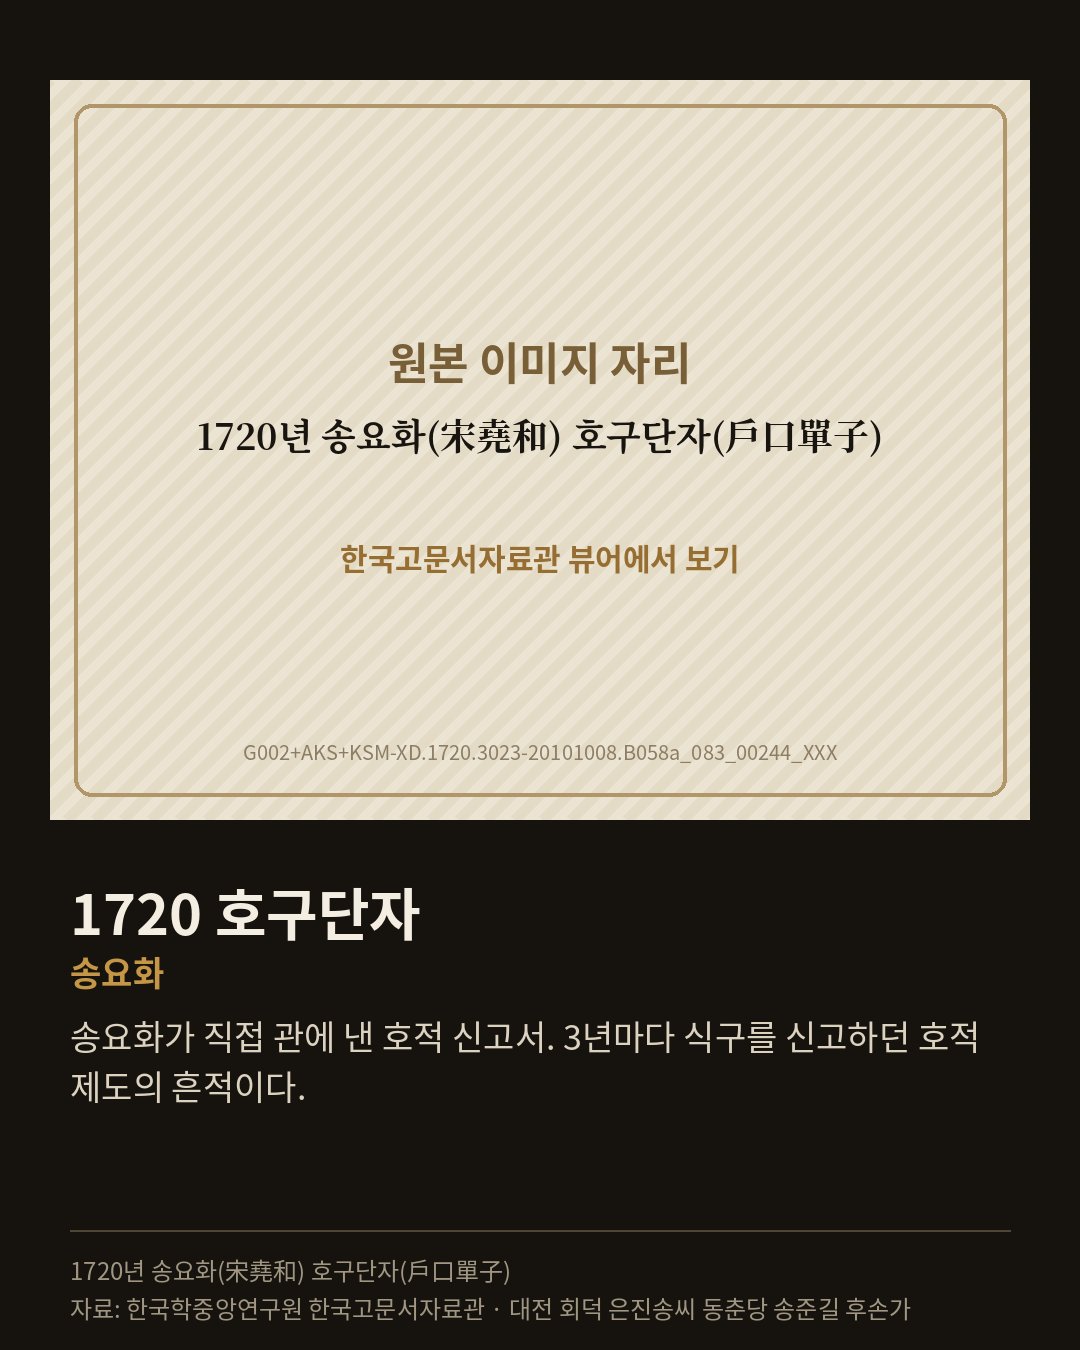 원본 이미지 자리
1720년 송요화(宋堯和) 호구단자(戶口單子)
한국고문서자료관 뷰어에서 보기
G002+AKS+KSM-XD.1720.3023-20101008.B058a_083_00244_XXX
1720 호구단자
송요화
송요화가 직접 관에 낸 호적 신고서. 3년마다 식구를 신고하던 호적
제도의 흔적이다.
1720년 송요화(宋堯和) 호구단자(戶口單子)
자료: 한국학중앙연구원 한국고문서자료관 · 대전 회덕 은진송씨 동춘당 송준길 후손가